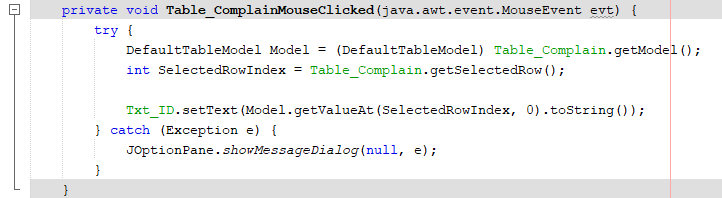 private void Table_ComplainMouseClicked(java.awt.event.MouseEvent evt) {
try {
DefaultTableModel Model = (DefaultTableModel) Table_Complain.getModel();
int SelectedRowIndex = Table_Complain.getSelectedRow();
Txt_ID.setText(Model.getValueAt(SelectedRowIndex, 0).toString());
} catch (Exception e) {
JOptionPane.showMessageDialog(null, e);
}
}